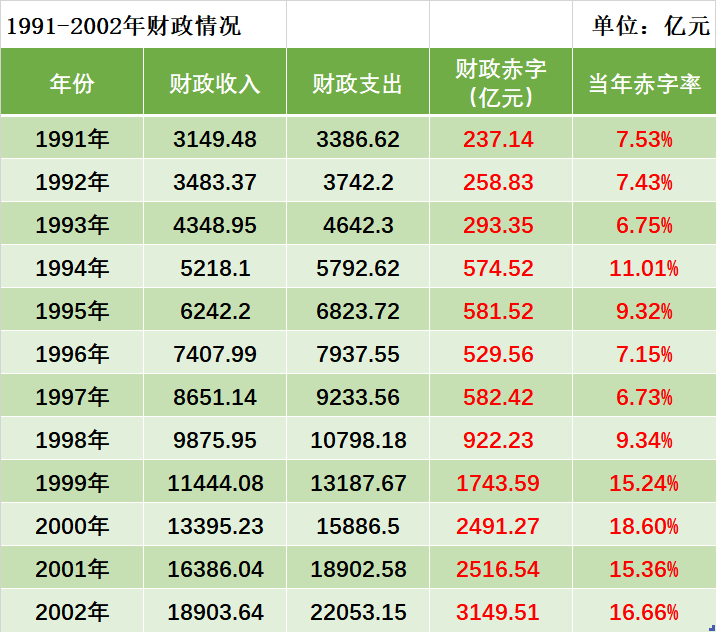 1991-2002年财政情况 单位：亿元
年份 财政收入 财政支出 财政赤字（亿元） 当年赤字率
1991年 3149.48 3386.62 237.14 7.53%
1992年 3483.37 3742.2 258.83 7.43%
1993年 4348.95 4642.3 293.35 6.75%
1994年 5218.1 5792.62 574.52 11.01%
1995年 6242.2 6823.72 581.52 9.32%
1996年 7407.99 7937.55 529.56 7.15%
1997年 8651.14 9233.56 582.42 6.73%
1998年 9875.95 10798.18 922.23 9.34%
1999年 11444.08 13187.67 1743.59 15.24%
2000年 13395.23 15886.5 2491.27 18.60%
2001年 16386.04 18902.58 2516.54 15.36%
2002年 18903.64 22053.15 3149.51 16.66%